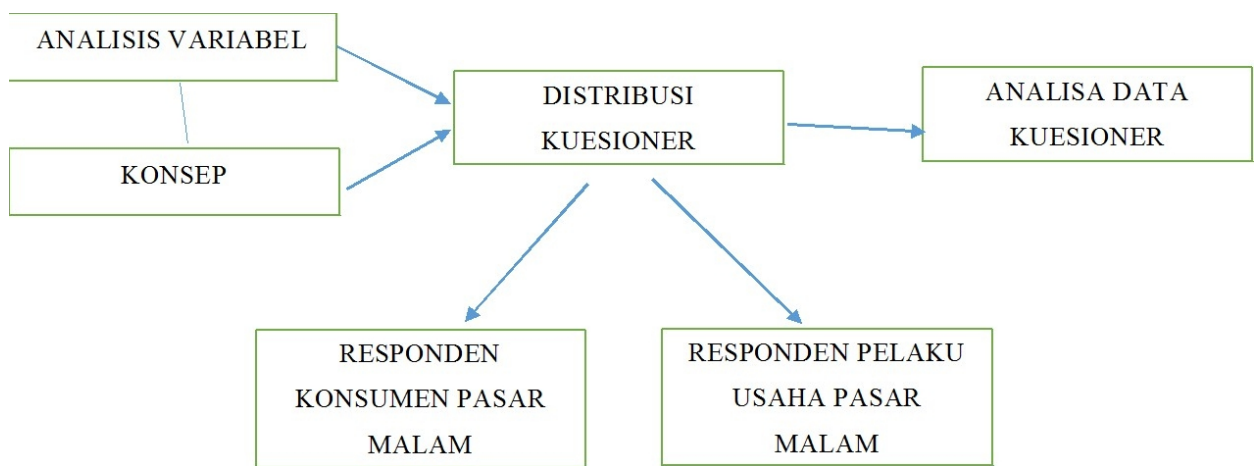 ANALISIS VARIABEL
KONSEP
DISTRIBUSI
KUESIONER
ANALISA DATA
KUESIONER
RESPONDEN
KONSUMEN PASAR
MALAM
RESPONDEN PELAKU
USAHA PASAR
MALAM